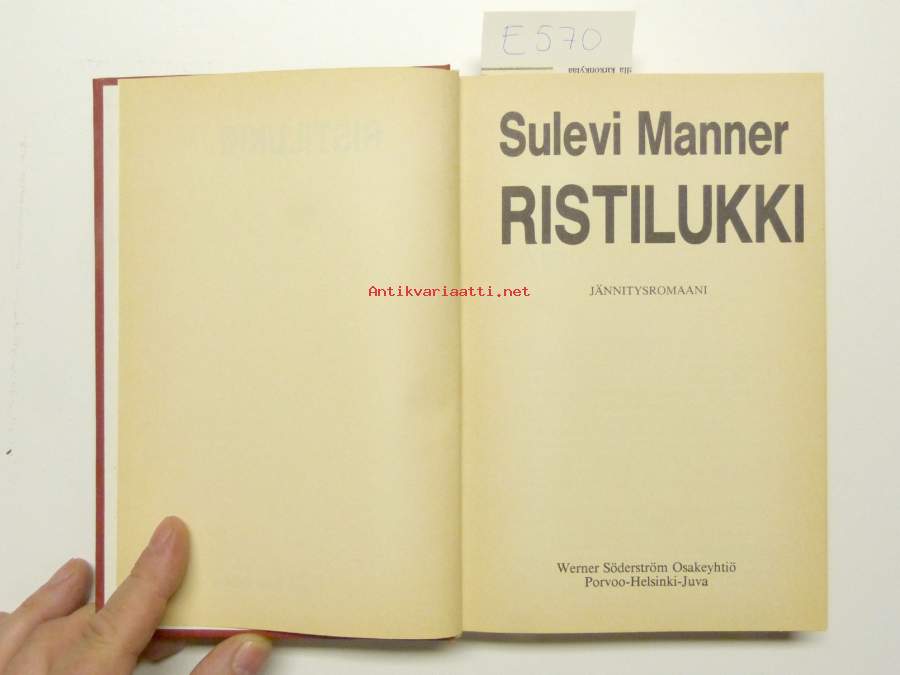 E570
Sulevi Manner
RISTILUKKI
Antikvariaatti.net
JÄNNITYSROMAANI
Werner Söderström Osakeyhtiö
Porvoo-Helsinki-Juva